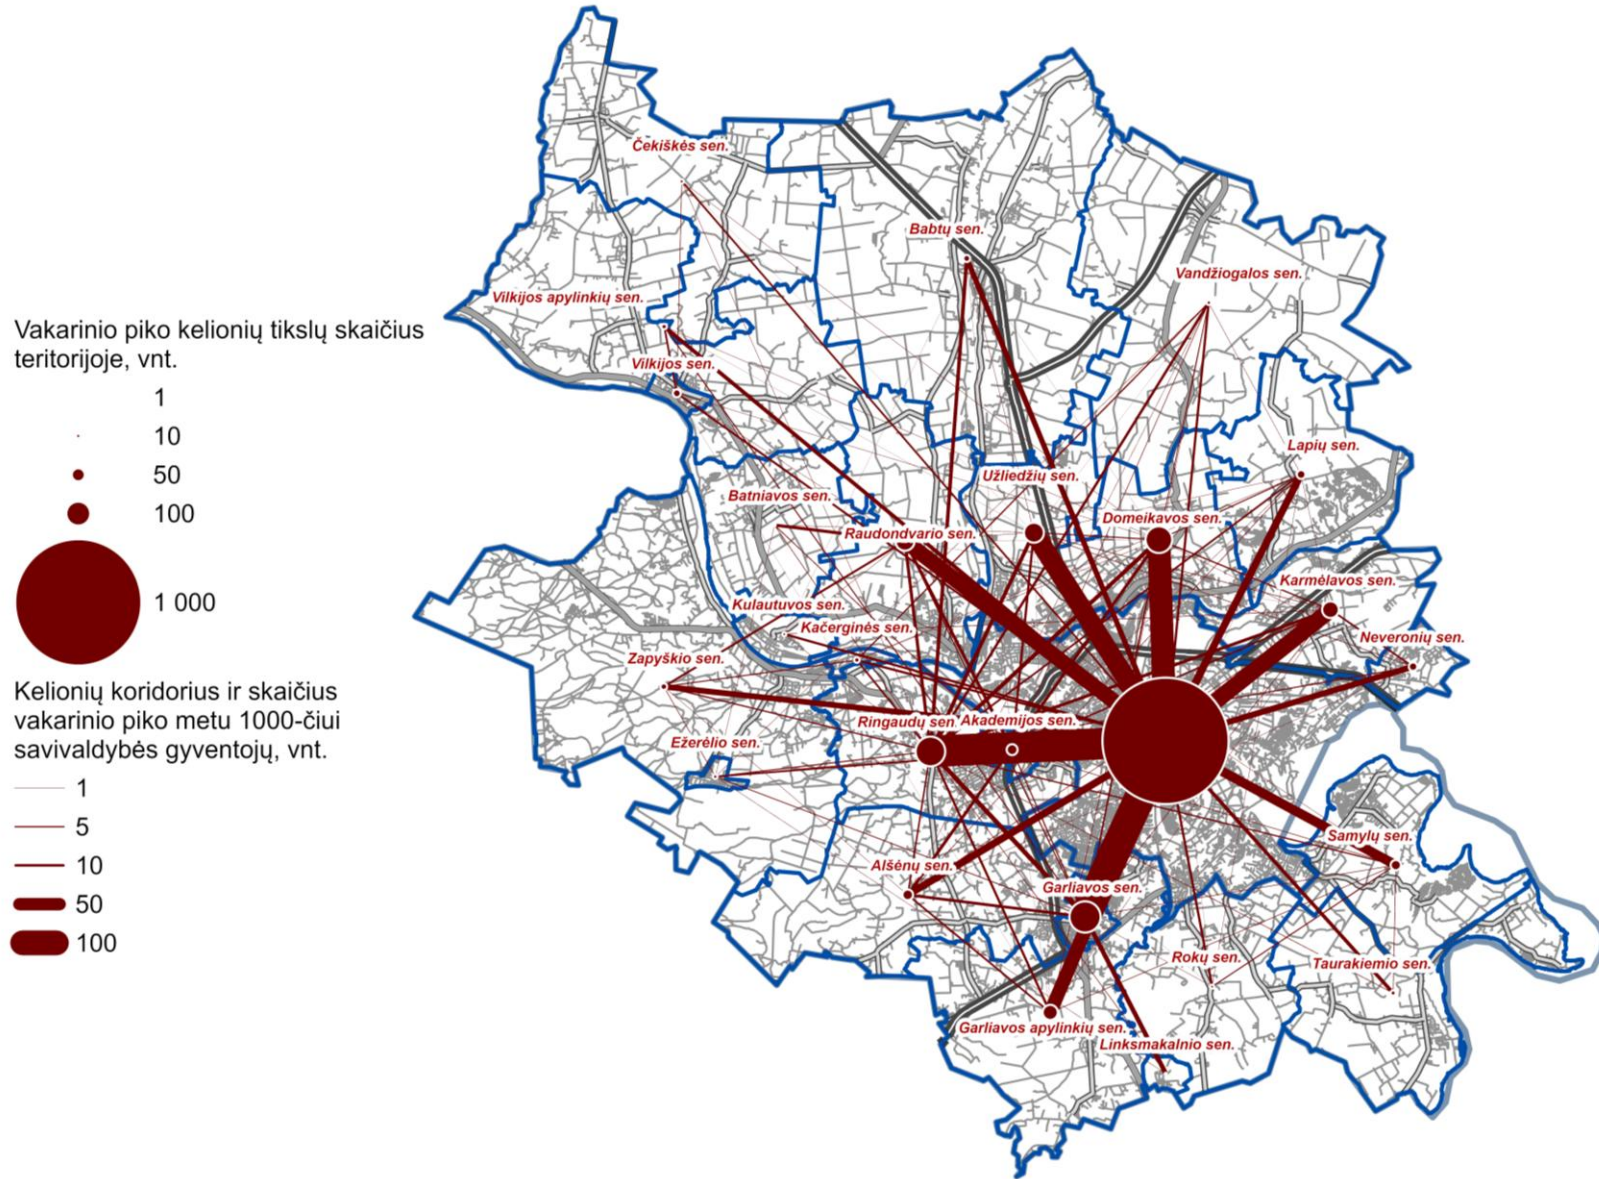 Vakarinio piko kelionių tikslų skaičius
teritorijoje, vnt.
1
10
50
100
1 000
Kelionių koridorius ir skaičius
vakarinio piko metu 1000-čiui
savivaldybės gyventojų, vnt.
1
5
10
50
100
Čekiškės sen.
Babtų sen.
Vandžiogalos sen.
Vilkijos apylinkių sen.
Vilkijos sen.
Lapių sen.
Užliedžių sen.
Batniavos sen.
Domeikavos sen.
Raudondvario sen.
Karmėlavos sen.
Kulautuvos sen.
Kačerginės sen.
Neveronių sen.
Zapyškio sen.
Ringaudų sen.
Akademijos sen.
Ežerėlio sen.
Samylų sen.
Alšėnų sen.
Garliavos sen.
Rokų sen.
Taurakiemio sen.
Garliavos apylinkių sen.
Linksmakalnio sen.